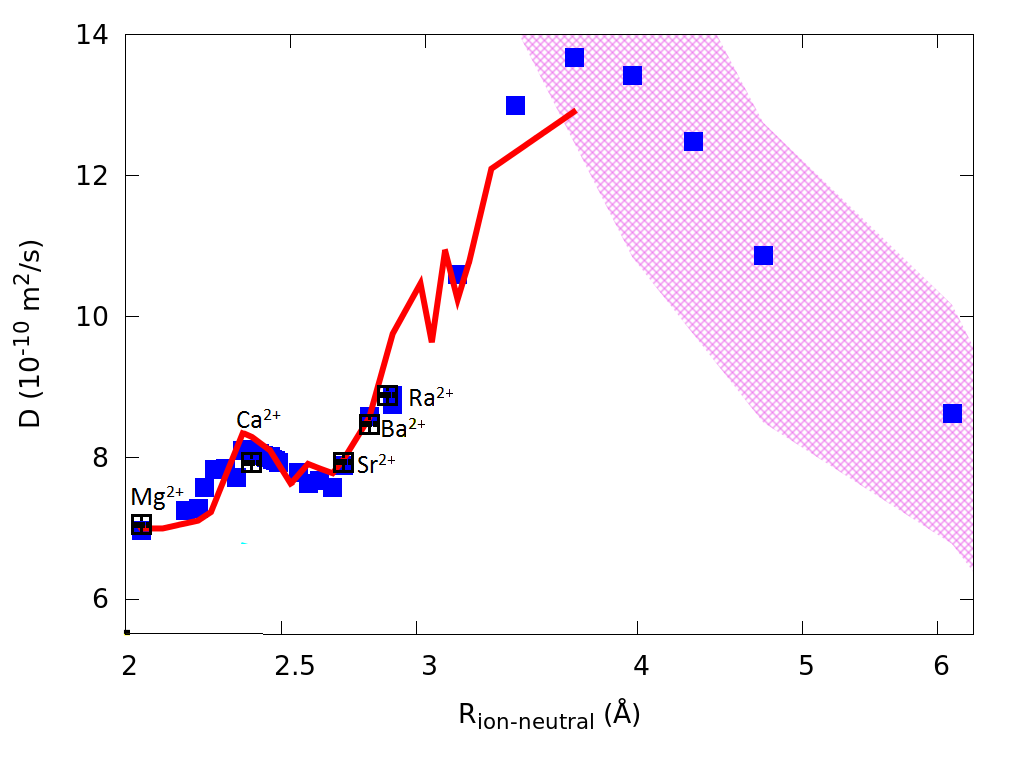 14
12
10
8
6
D (10⁻¹⁰ m²/s)
Ca²⁺
Ra²⁺
Ba²⁺
Sr²⁺
Mg²⁺
2 2.5 3 4 5 6
R_ion-neutral (Å)